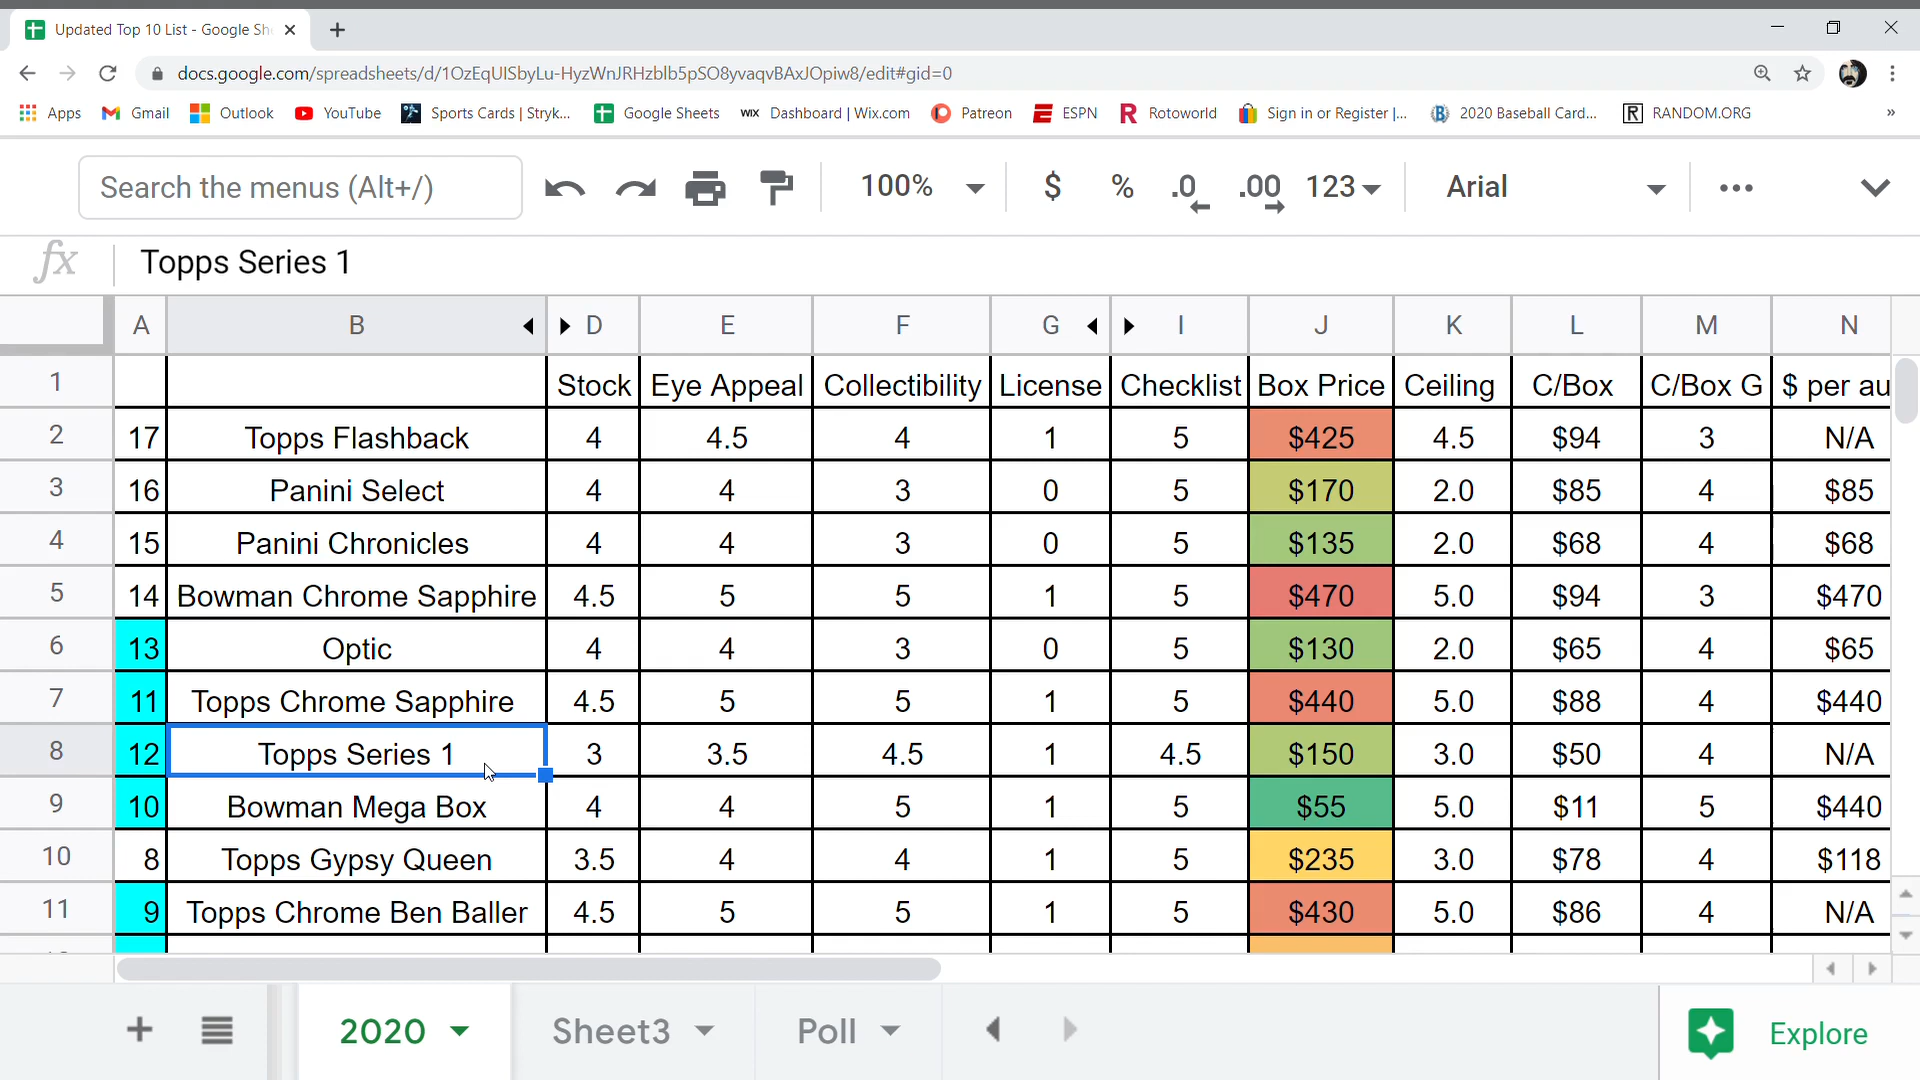 Updated Top 10 List - Google Sh
docs.google.com/spreadsheets/d/1OzEqUISbyLu-HyzWnJRHzblb5pSO8yvaqvBAxJOpiw8/edit#gid=0
Apps Gmail Outlook YouTube Sports Cards | Stryk... Google Sheets WIX Dashboard | Wix.com Patreon ESPN R Rotoworld Sign in or Register |... B 2020 Baseball Card... R RANDOM.ORG »
Search the menus (Alt+/) 100% $ % .0 .00 123 Arial
fx Topps Series 1
A B D E F G I J K L M N
1 Stock Eye Appeal Collectibility License Checklist Box Price Ceiling C/Box C/Box G $ per au
2 17 Topps Flashback 4 4.5 4 1 5 $425 4.5 $94 3 N/A
3 16 Panini Select 4 4 3 0 5 $170 2.0 $85 4 $85
4 15 Panini Chronicles 4 4 3 0 5 $135 2.0 $68 4 $68
5 14 Bowman Chrome Sapphire 4.5 5 5 1 5 $470 5.0 $94 3 $470
6 13 Optic 4 4 3 0 5 $130 2.0 $65 4 $65
7 11 Topps Chrome Sapphire 4.5 5 5 1 5 $440 5.0 $88 4 $440
8 12 Topps Series 1 3 3.5 4.5 1 4.5 $150 3.0 $50 4 N/A
9 10 Bowman Mega Box 4 4 5 1 5 $55 5.0 $11 5 $440
10 8 Topps Gypsy Queen 3.5 4 4 1 5 $235 3.0 $78 4 $118
11 9 Topps Chrome Ben Baller 4.5 5 5 1 5 $430 5.0 $86 4 N/A
2020 Sheet3 Poll Explore